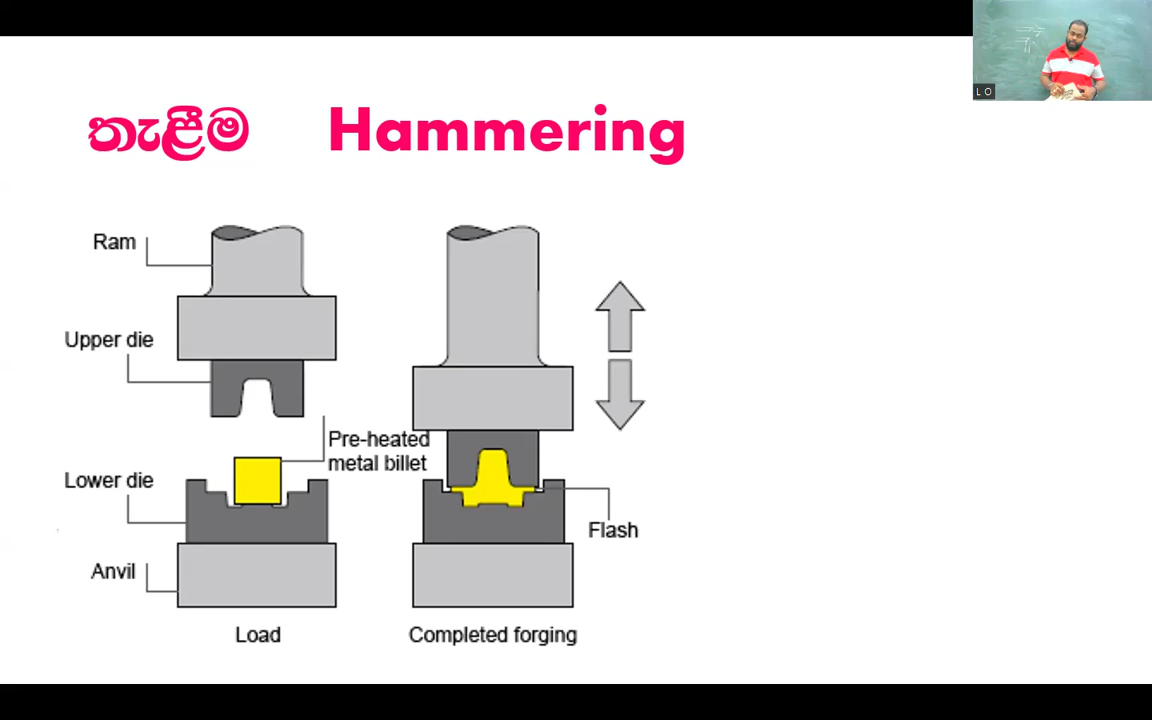 තැළීම Hammering
Ram
Upper die
Pre-heated
metal billet
Lower die
Flash
Anvil
Load
Completed forging
L O